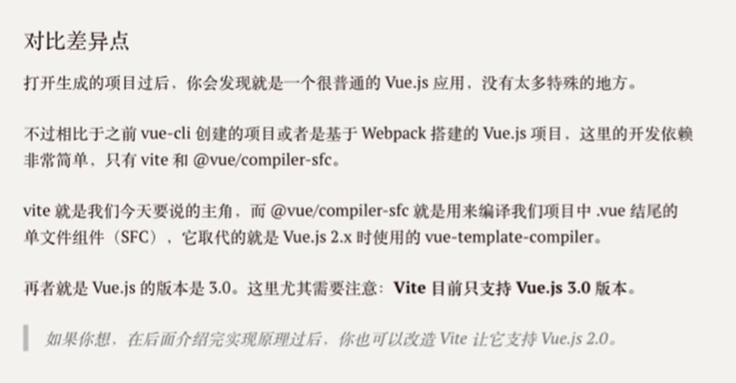 对比差异点
打开生成的项目过后，你会发现就是一个很普通的 Vue.js 应用，没有太多特殊的地方。
不过相比于之前 vue-cli 创建的项目或者是基于 Webpack 搭建的 Vue.js 项目，这里的开发依赖
非常简单，只有 vite 和 @vue/compiler-sfc。
vite 就是我们今天要说的主角，而 @vue/compiler-sfc 就是用来编译我们项目中 .vue 结尾的
单文件组件（SFC），它取代的就是 Vue.js 2.x 时使用的 vue-template-compiler。
再者就是 Vue.js 的版本是 3.0。这里尤其需要注意：Vite 目前只支持 Vue.js 3.0 版本。
如果你想，在后面介绍完实现原理过后，你也可以改造 Vite 让它支持 Vue.js 2.0。